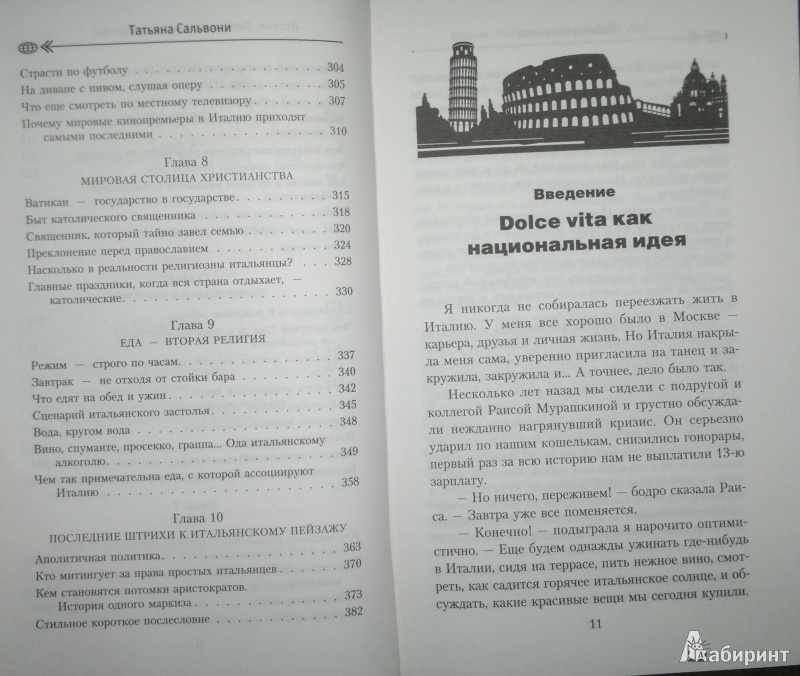 Татьяна Сальвони
Страсти по футболу . . . . . . . . . . . . . . . . . 304
На диване с пивом, слушая оперу . . . . . . . . . 305
Что еще смотреть по местному телевизору . . . . . . 307
Почему мировые кинопремьеры в Италию приходят
самыми последними . . . . . . . . . . . . . . . 310
Глава 8
МИРОВАЯ СТОЛИЦА ХРИСТИАНСТВА
Ватикан — государство в государстве . . . . . . . . 315
Быт католического священника . . . . . . . . . . . 318
Священник, который тайно завел семью . . . . . . . 320
Преклонение перед православием . . . . . . . . . . 324
Насколько в реальности религиозны итальянцы? . . . 328
Главные праздники, когда вся страна отдыхает, —
католические . . . . . . . . . . . . . . . . . . 330
Глава 9
ЕДА — ВТОРАЯ РЕЛИГИЯ
Режим — строго по часам . . . . . . . . . . . . . 337
Завтрак — не отходя от стойки бара . . . . . . . . 340
Что едят на обед и ужин . . . . . . . . . . . . . . 342
Сценарий итальянского застолья . . . . . . . . . . 345
Вода, кругом вода . . . . . . . . . . . . . . . . . 348
Вино, спуманте, просекко, граппа... Ода итальянскому
алкоголю . . . . . . . . . . . . . . . . . . . . 349
Чем так примечательна еда, с которой ассоциируют
Италию . . . . . . . . . . . . . . . . . . . . . 358
Глава 10
ПОСЛЕДНИЕ ШТРИХИ К ИТАЛЬЯНСКОМУ ПЕЙЗАЖУ
Аполитичная политика . . . . . . . . . . . . . . . 363
Кто митингует за права простых итальянцев . . . . . 370
Кем становятся потомки аристократов.
История одного маркиза . . . . . . . . . . . . . 373
Стильное короткое послесловие . . . . . . . . . . . 382
Введение
Dolce vita как
национальная идея
Я никогда не собиралась переезжать жить в
Италию. У меня все хорошо было в Москве —
карьера, друзья и личная жизнь. Но Италия накры-
ла меня сама, уверенно пригласила на танец и за-
кружила, закружила и... А точнее, дело было так.
Несколько лет назад мы сидели с подругой и
коллегой Раисой Мурашкиной и грустно обсужда-
ли нежданно нагрянувший кризис. Он серьезно
ударил по нашим кошелькам, снизились гонорары,
первый раз за всю историю нам не выплатили 13-ю
зарплату.
— Но ничего, переживем! — бодро сказала Раи-
са. — Завтра уже все поменяется.
— Конечно! — подыграла я нарочито оптими-
стично. — Еще будем однажды ужинать где-нибудь
в Италии, сидя на террасе, пить нежное вино, смот-
реть, как садится горячее итальянское солнце, и об-
суждать, какие красивые вещи мы сегодня купили.
11
Лабиринт